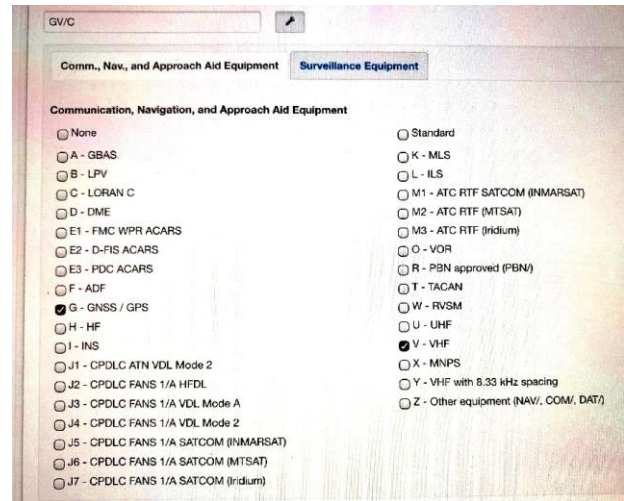 GV/C
Comm., Nav., and Approach Aid Equipment
Surveillance Equipment
Communication, Navigation, and Approach Aid Equipment
None
A - GBAS
B - LPV
C - LORAN C
D - DME
E1 - FMC WPR ACARS
E2 - D-FIS ACARS
E3 - PDC ACARS
F - ADF
G - GNSS / GPS
H - HF
I - INS
J1 - CPDLC ATN VDL Mode 2
J2 - CPDLC FANS 1/A HFDL
J3 - CPDLC FANS 1/A VDL Mode A
J4 - CPDLC FANS 1/A VDL Mode 2
J5 - CPDLC FANS 1/A SATCOM (INMARSAT)
J6 - CPDLC FANS 1/A SATCOM (MTSAT)
J7 - CPDLC FANS 1/A SATCOM (Iridium)
Standard
K - MLS
L - ILS
M1 - ATC RTF SATCOM (INMARSAT)
M2 - ATC RTF (MTSAT)
M3 - ATC RTF (Iridium)
O - VOR
R - PBN approved (PBN/)
T - TACAN
W - RVSM
U - UHF
V - VHF
X - MNPS
Y - VHF with 8.33 kHz spacing
Z - Other equipment (NAV/, COM/, DAT/)